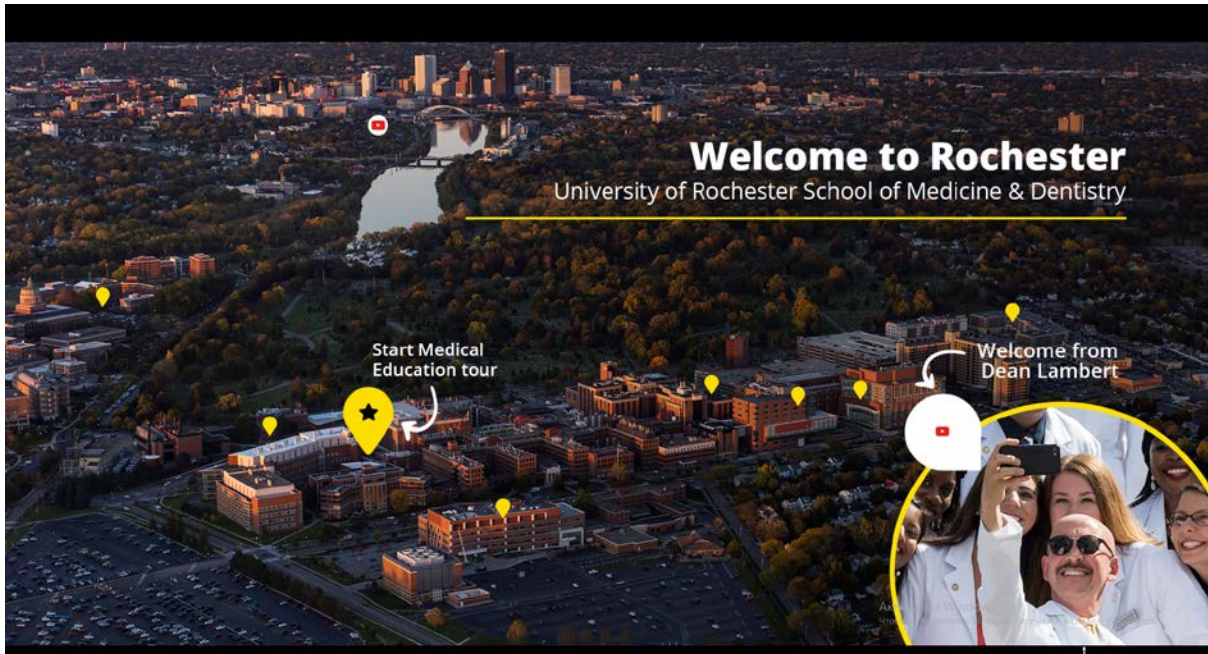 Welcome to Rochester
University of Rochester School of Medicine & Dentistry
Start Medical
Education tour
Welcome from
Dean Lambert